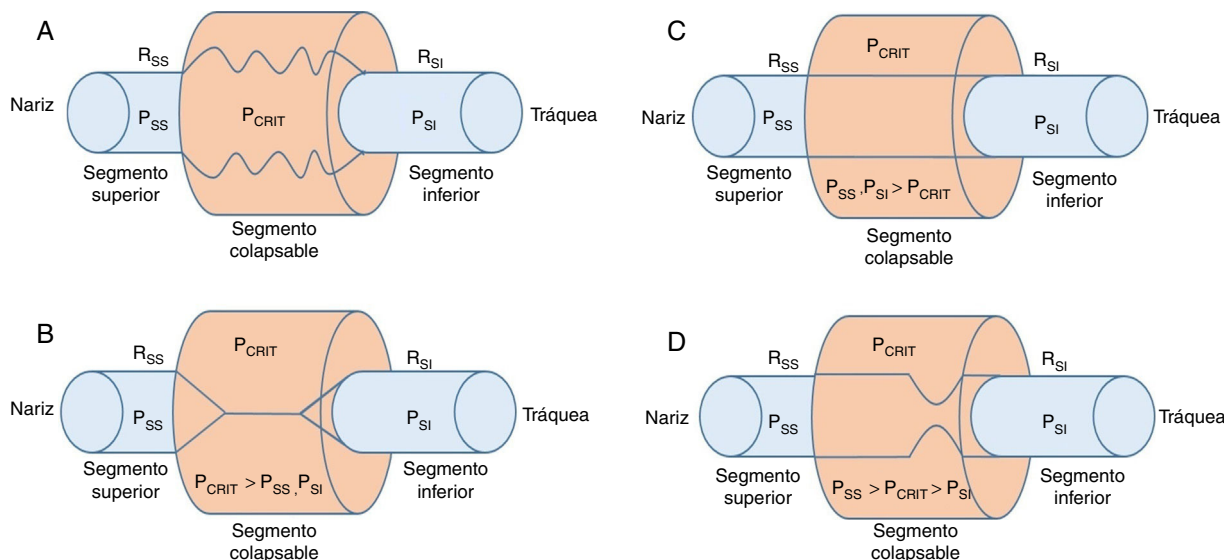 A
R_SS
R_SI
Nariz
P_SS
P_CRIT
P_SI
Tráquea
Segmento
superior
Segmento
inferior
Segmento
colapsable
B
P_CRIT
R_SS
R_SI
Nariz
P_SS
P_SI
Tráquea
Segmento
superior
P_CRIT > P_SS, P_SI
Segmento
inferior
Segmento
colapsable
C
P_CRIT
R_SS
R_SI
Nariz
P_SS
P_SI
Tráquea
Segmento
superior
P_SS, P_SI > P_CRIT
Segmento
inferior
Segmento
colapsable
D
P_CRIT
R_SS
R_SI
Nariz
P_SS
P_SI
Tráquea
Segmento
superior
P_SS > P_CRIT > P_SI
Segmento
inferior
Segmento
colapsable